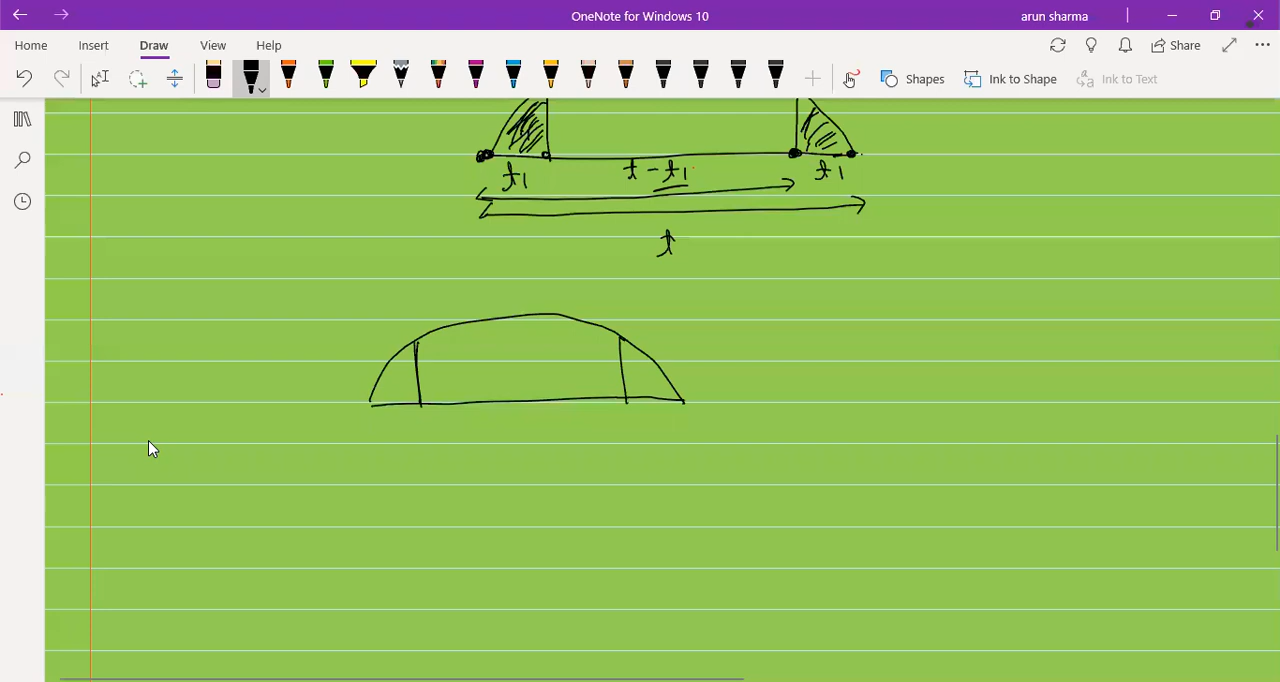 OneNote for Windows 10
arun sharma
Home Insert Draw View Help
Share
Shapes
Ink to Shape
Ink to Text
t1 t - t1 t1
t